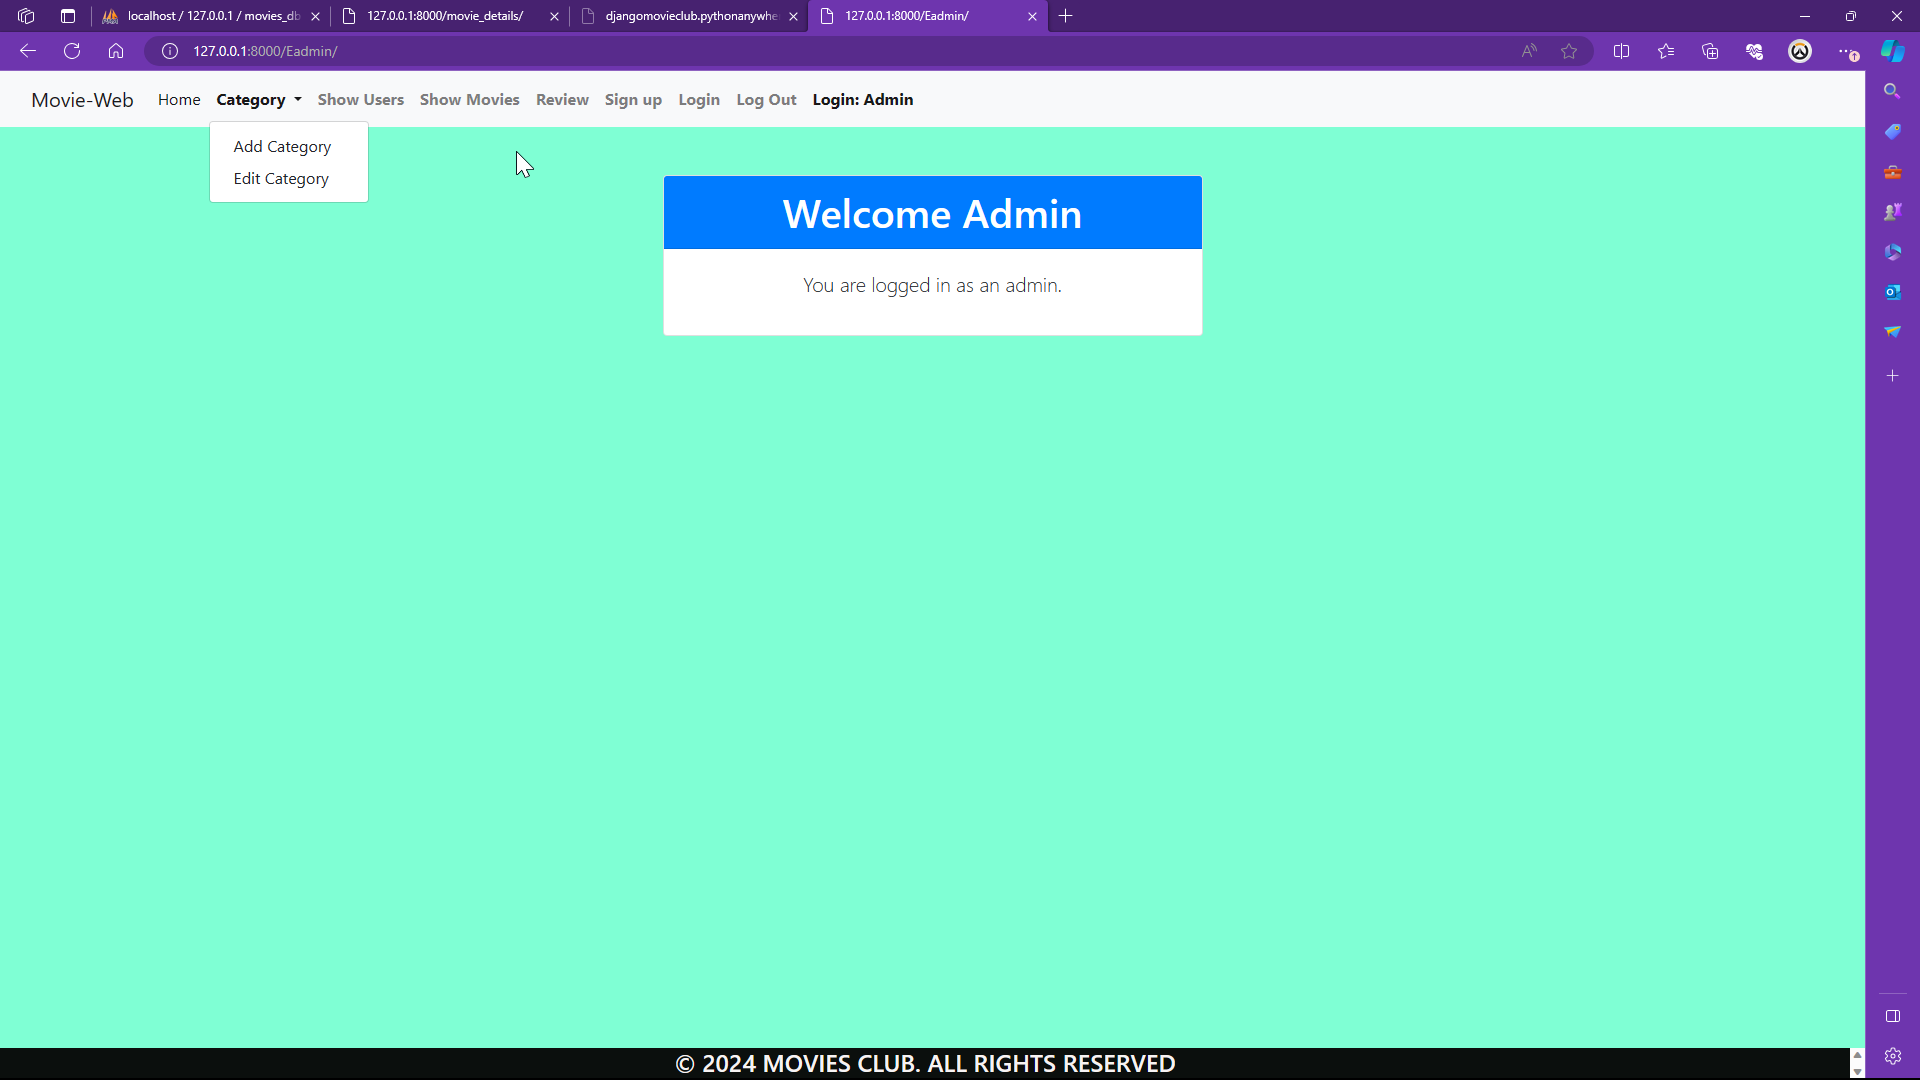 localhost / 127.0.0.1 / movies_db
127.0.0.1:8000/movie_details/
djangomovieclub.pythonanywhe
127.0.0.1:8000/Eadmin/
127.0.0.1:8000/Eadmin/
Movie-Web Home Category Show Users Show Movies Review Sign up Login Log Out Login: Admin
Add Category
Edit Category
Welcome Admin
You are logged in as an admin.
© 2024 MOVIES CLUB. ALL RIGHTS RESERVED